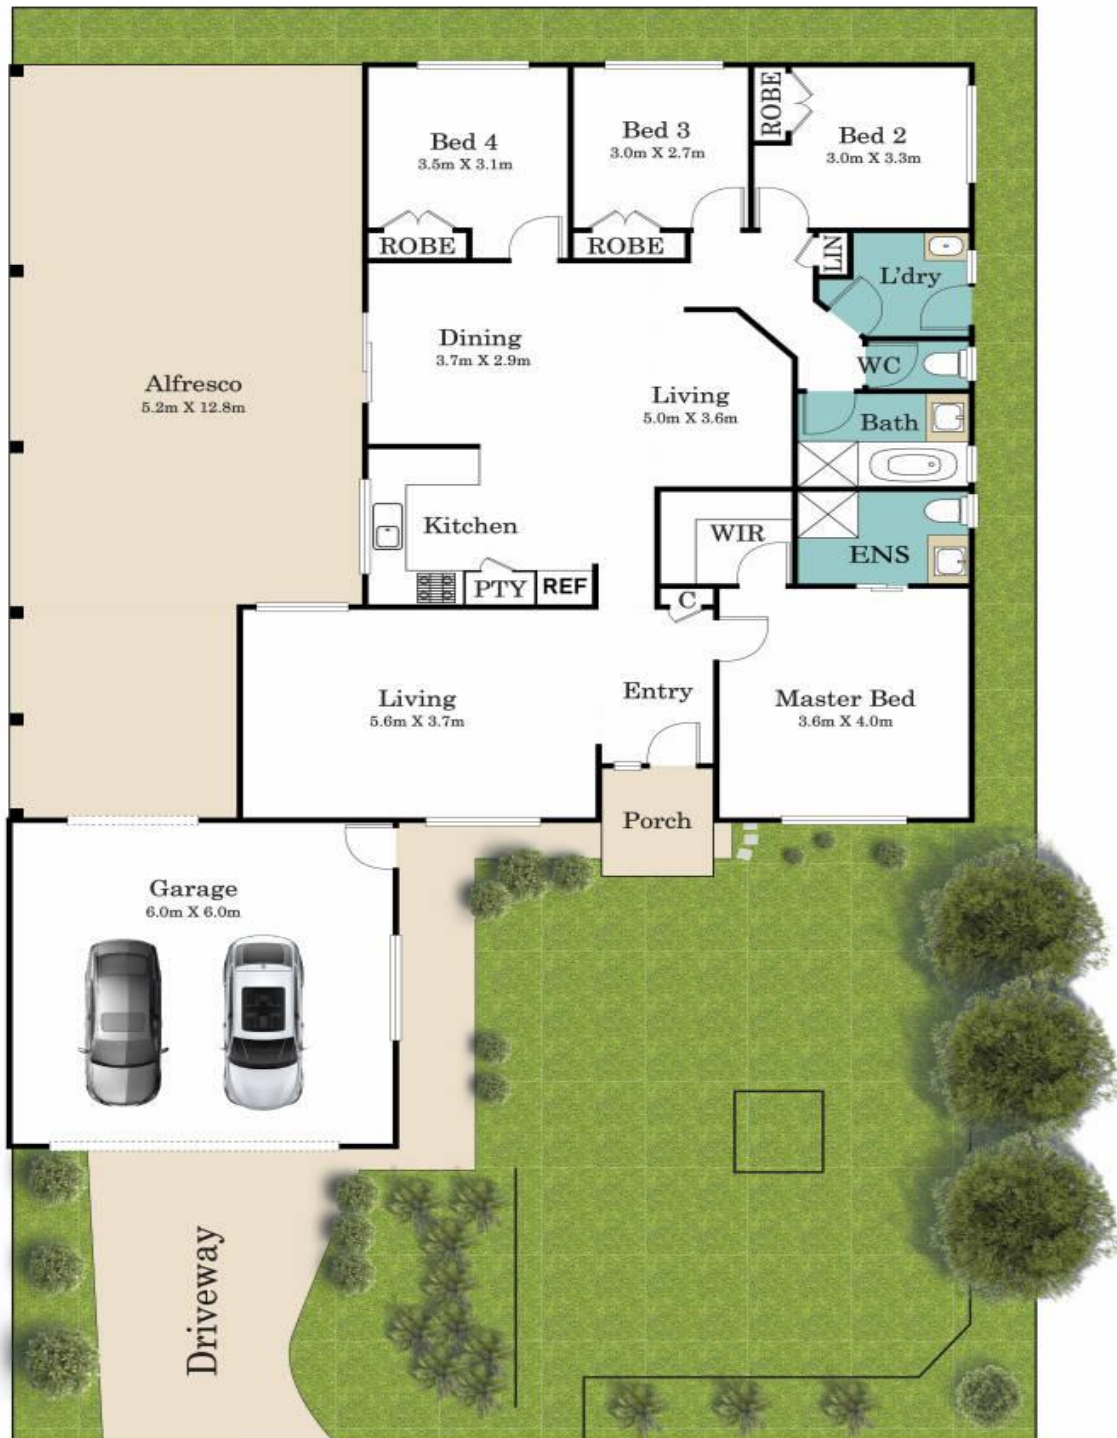 ROBE
Bed 4
3.5m X 3.1m
Bed 3
3.0m X 2.7m
Bed 2
3.0m X 3.3m
ROBE
ROBE
LIN
L'dry
Dining
3.7m X 2.9m
WC
Alfresco
5.2m X 12.8m
Living
5.0m X 3.6m
Bath
Kitchen
WIR
ENS
PTY
REF
C
Living
5.6m X 3.7m
Entry
Master Bed
3.6m X 4.0m
Porch
Garage
6.0m X 6.0m
Driveway